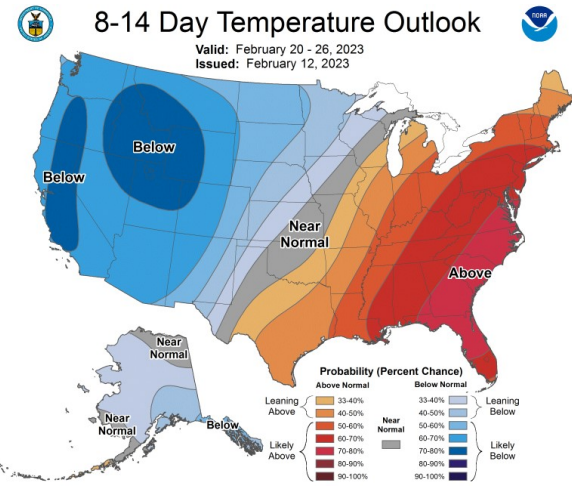 8-14 Day Temperature Outlook
NOAA
Valid: February 20 - 26, 2023
Issued: February 12, 2023
Below
Below
Near
Normal
Above
Near
Normal
Near
Normal
Below
Probability (Percent Chance)
Above Normal Below Normal
Leaning
Above
33-40%
40-50%
Likely
Above
50-60%
60-70%
70-80%
80-90%
90-100%
Near
Normal
33-40%
40-50%
Leaning
Below
50-60%
60-70%
70-80%
80-90%
90-100%
Likely
Below